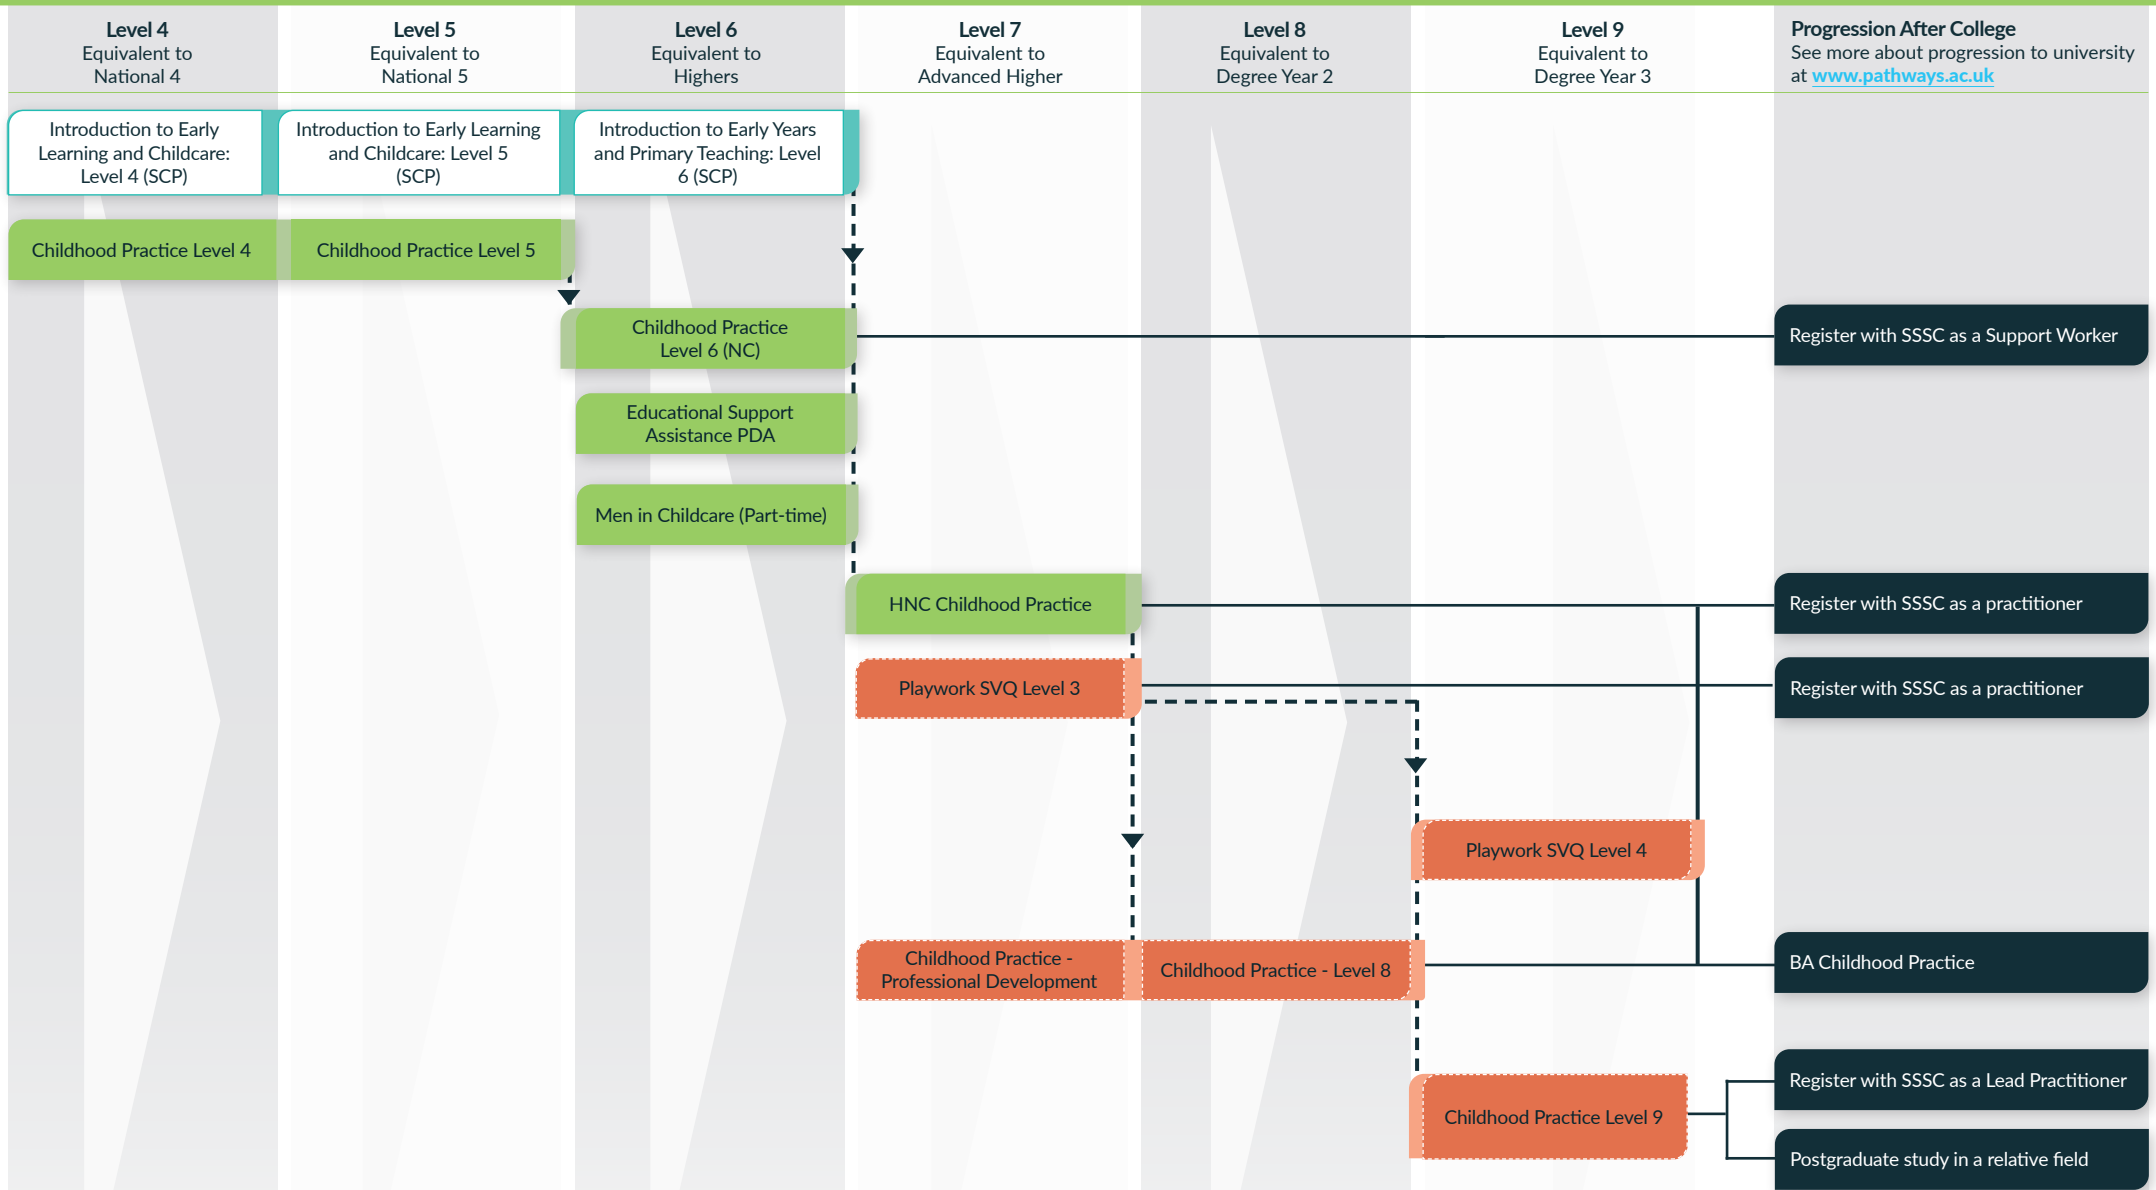 Level 4
Equivalent to
National 4
Level 5
Equivalent to
National 5
Level 6
Equivalent to
Highers
Level 7
Equivalent to
Advanced Higher
Level 8
Equivalent to
Degree Year 2
Level 9
Equivalent to
Degree Year 3
Progression After College
See more about progression to university
at www.pathways.ac.uk
Introduction to Early
Learning and Childcare:
Level 4 (SCP)
Introduction to Early Learning
and Childcare: Level 5
(SCP)
Introduction to Early Years
and Primary Teaching: Level
6 (SCP)
Childhood Practice Level 4
Childhood Practice Level 5
Childhood Practice
Level 6 (NC)
Register with SSSC as a Support Worker
Educational Support
Assistance PDA
Men in Childcare (Part-time)
HNC Childhood Practice
Register with SSSC as a practitioner
Playwork SVQ Level 3
Register with SSSC as a practitioner
Playwork SVQ Level 4
Childhood Practice -
Professional Development
Childhood Practice - Level 8
BA Childhood Practice
Childhood Practice Level 9
Register with SSSC as a Lead Practitioner
Postgraduate study in a relative field